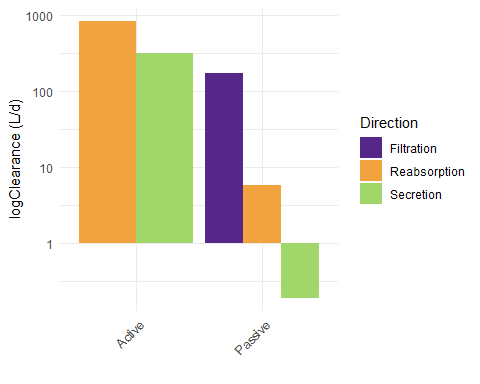 logClearance (L/d)
1000
100
10
1
Active
Passive
Direction
Filtration
Reabsorption
Secretion